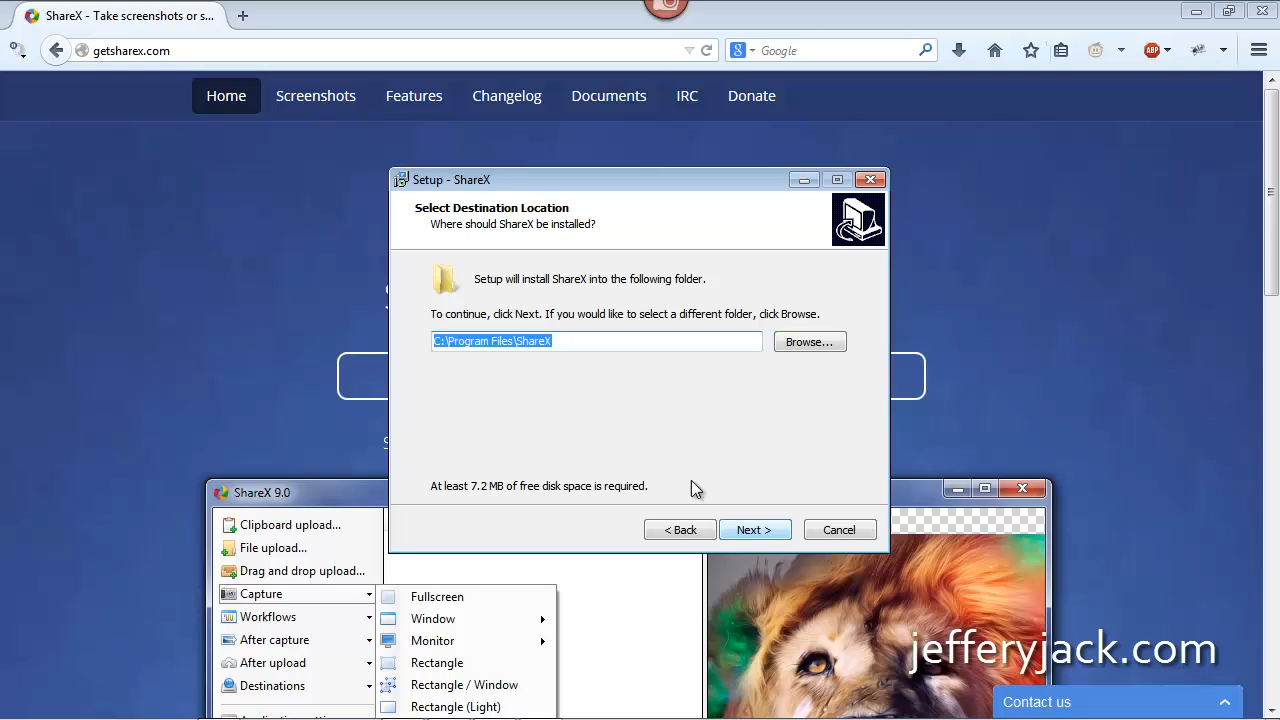 ShareX - Take screenshots or s...
getsharex.com
Google
ABP
Home
Screenshots
Features
Changelog
Documents
IRC
Donate
Setup - ShareX
Select Destination Location
Where should ShareX be installed?
Setup will install ShareX into the following folder.
To continue, click Next. If you would like to select a different folder, click Browse.
C:\Program Files\ShareX
Browse...
At least 7.2 MB of free disk space is required.
< Back
Next >
Cancel
ShareX 9.0
Clipboard upload...
File upload...
Drag and drop upload...
Capture
Workflows
After capture
After upload
Destinations
Fullscreen
Window
Monitor
Rectangle
Rectangle / Window
Rectangle (Light)
jefferyjack.com
Contact us